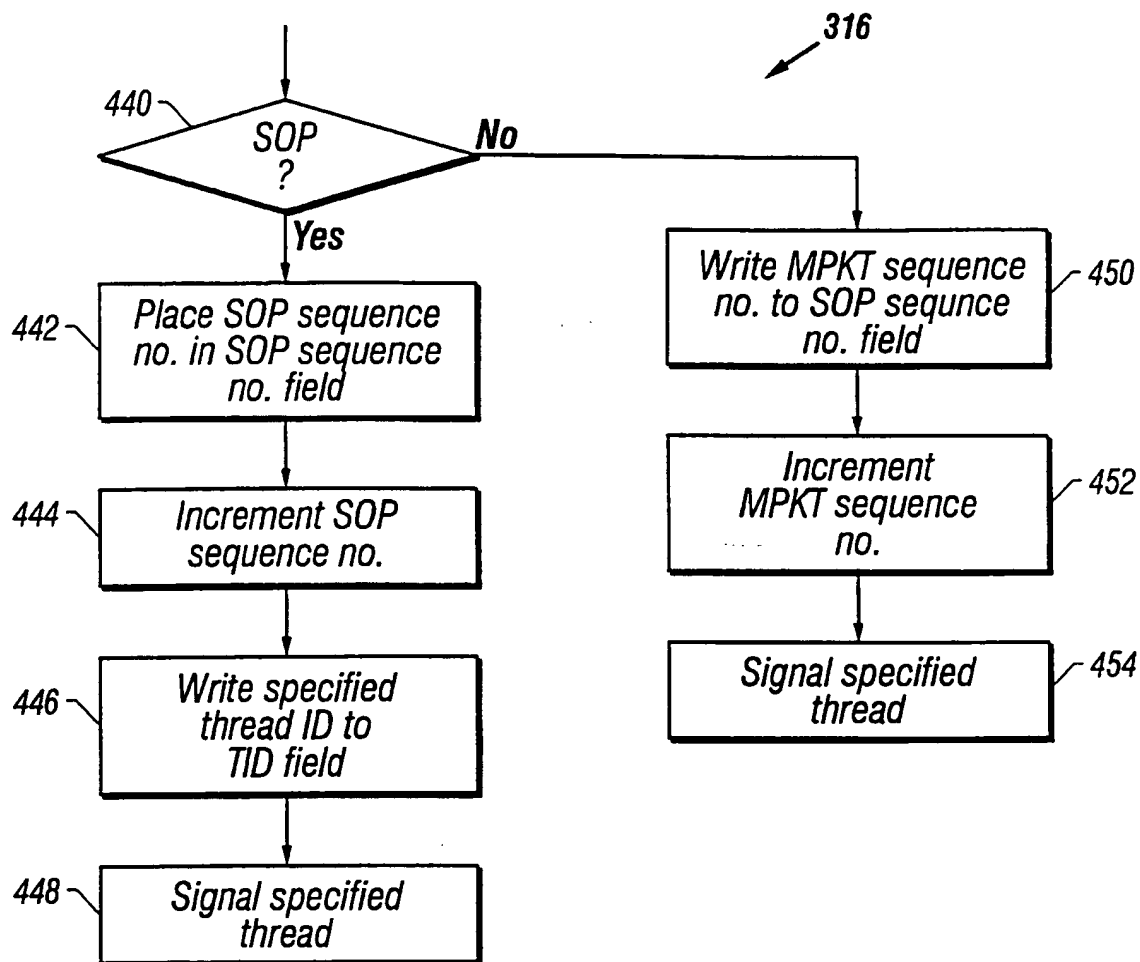 316
440
SOP
?
No
Yes
442
Place SOP sequence
no. in SOP sequence
no. field
444
Increment SOP
sequence no.
446
Write specified
thread ID to
TID field
448
Signal specified
thread
Write MPKT sequence
no. to SOP sequnce
no. field
450
Increment
MPKT sequence
no.
452
Signal specified
thread
454